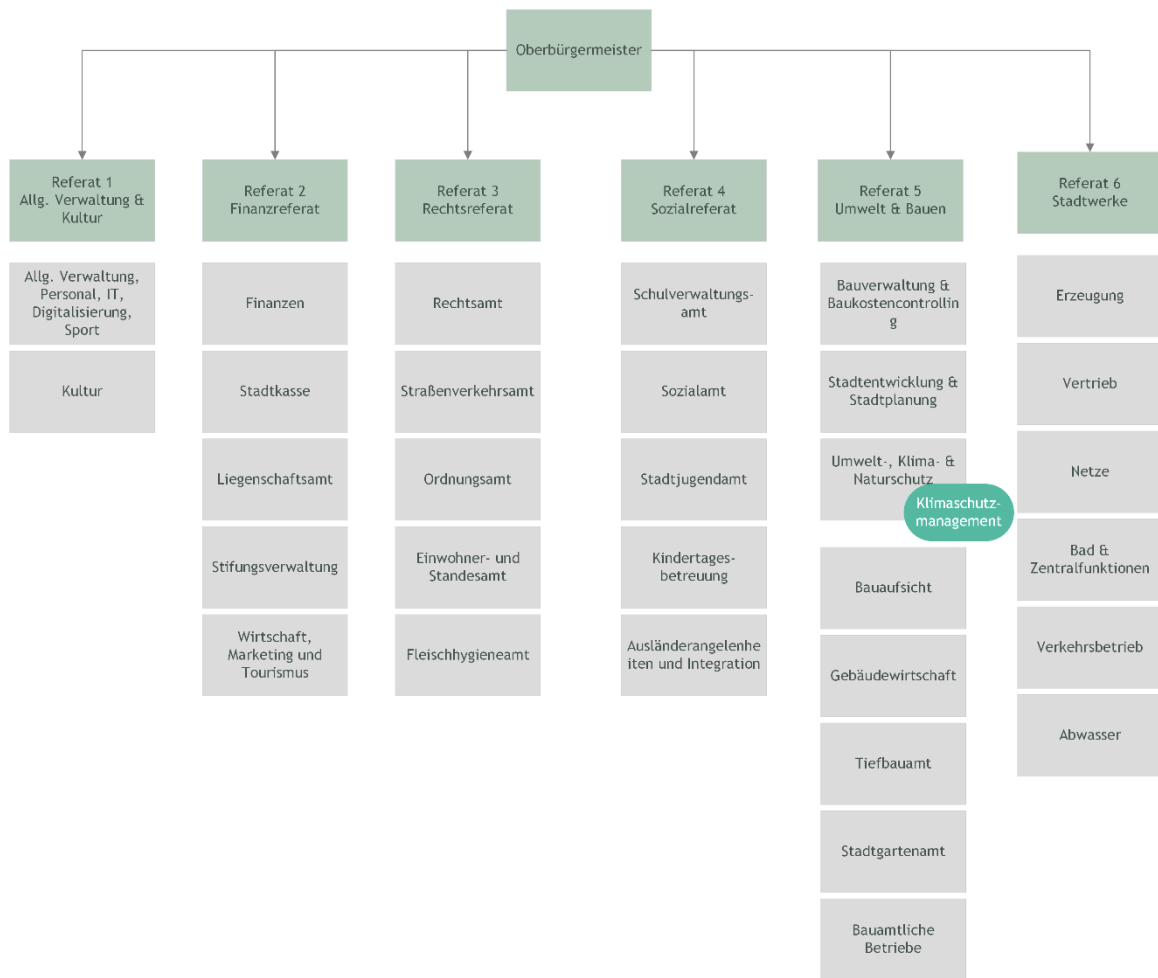 Oberbürgermeister
Referat 1
Allg. Verwaltung &
Kultur
Referat 2
Finanzreferat
Referat 3
Rechtsreferat
Referat 4
Sozialreferat
Referat 5
Umwelt & Bauen
Referat 6
Stadtwerke
Allg. Verwaltung,
Personal, IT,
Digitalisierung,
Sport
Kultur
Finanzen
Stadtkasse
Liegenschaftsamt
Stifungsverwaltung
Wirtschaft,
Marketing und
Tourismus
Rechtsamt
Straßenverkehrsamt
Ordnungsamt
Einwohner- und
Standesamt
Fleischhygieneamt
Schulverwaltungs-
amt
Sozialamt
Stadtjugendamt
Kindertages-
betreuung
Ausländerangelenhe
iten und Integration
Bauverwaltung &
Baukostencontrollin
g
Stadtentwicklung &
Stadtplanung
Umwelt-, Klima- &
Naturschutz
Klimaschutz-
management
Bauaufsicht
Gebäudewirtschaft
Tiefbauamt
Stadtgartenamt
Bauamtliche
Betriebe
Erzeugung
Vertrieb
Netze
Bad &
Zentralfunktionen
Verkehrsbetrieb
Abwasser